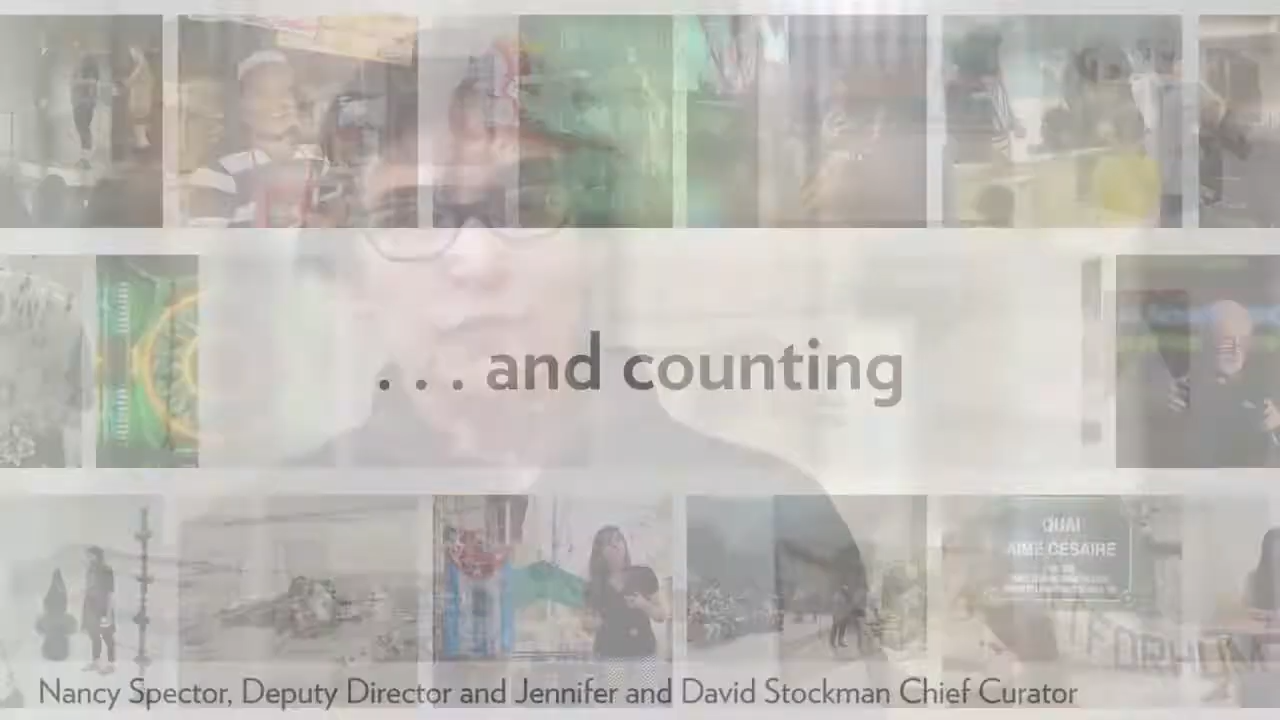 . . . and counting
QUAI
AIMÉ CÉSAIRE
Nancy Spector, Deputy Director and Jennifer and David Stockman Chief Curator